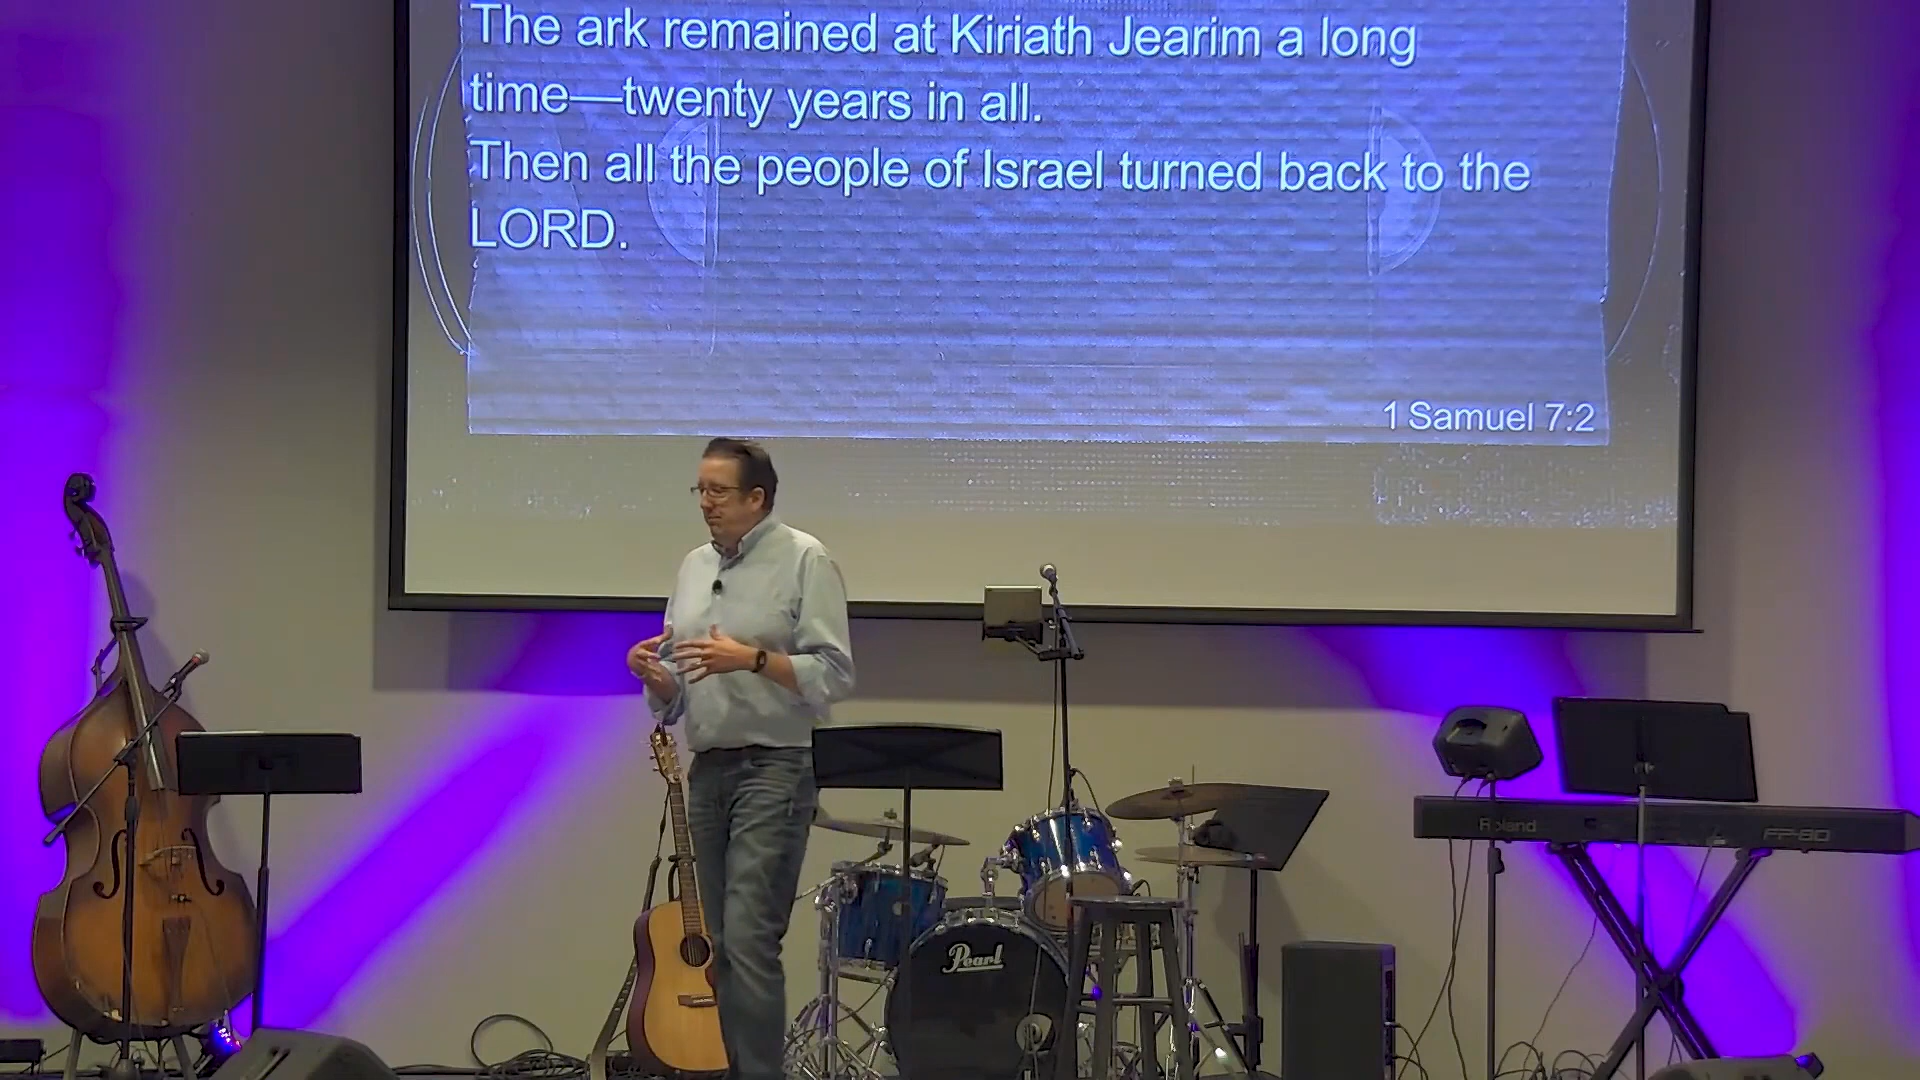 The ark remained at Kiriath Jearim a long
time—twenty years in all.
Then all the people of Israel turned back to the
LORD.
1 Samuel 7:2
Roland
FP-80
Pearl